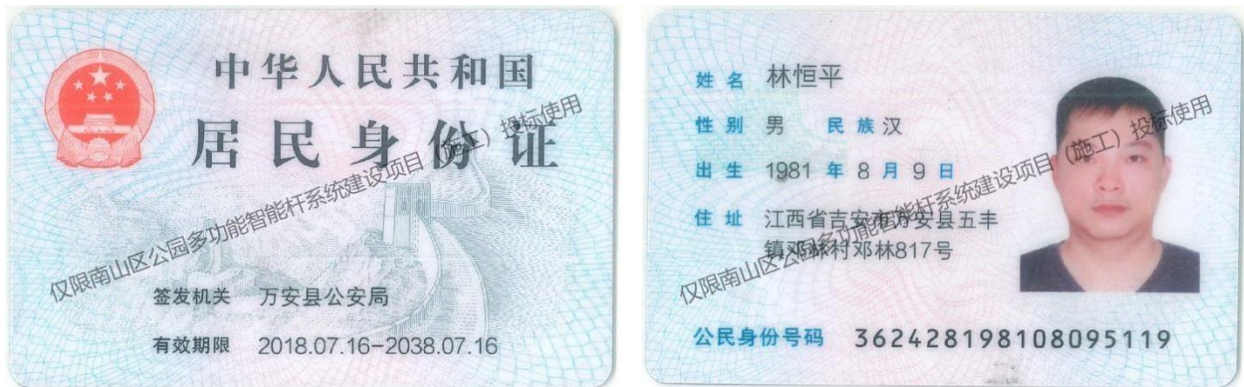 中华人民共和国
居民身份证
签发机关 万安县公安局
有效期限 2018.07.16-2038.07.16
仅限南山区公园多功能智能杆系统建设项目（施工）投标使用
姓名 林恒平
性别 男 民族 汉
出生 1981 年 8 月 9 日
住址 江西省吉安市万安县五丰
镇邓林村邓林817号
公民身份号码 362428198108095119
仅限南山区公园多功能智能杆系统建设项目（施工）投标使用